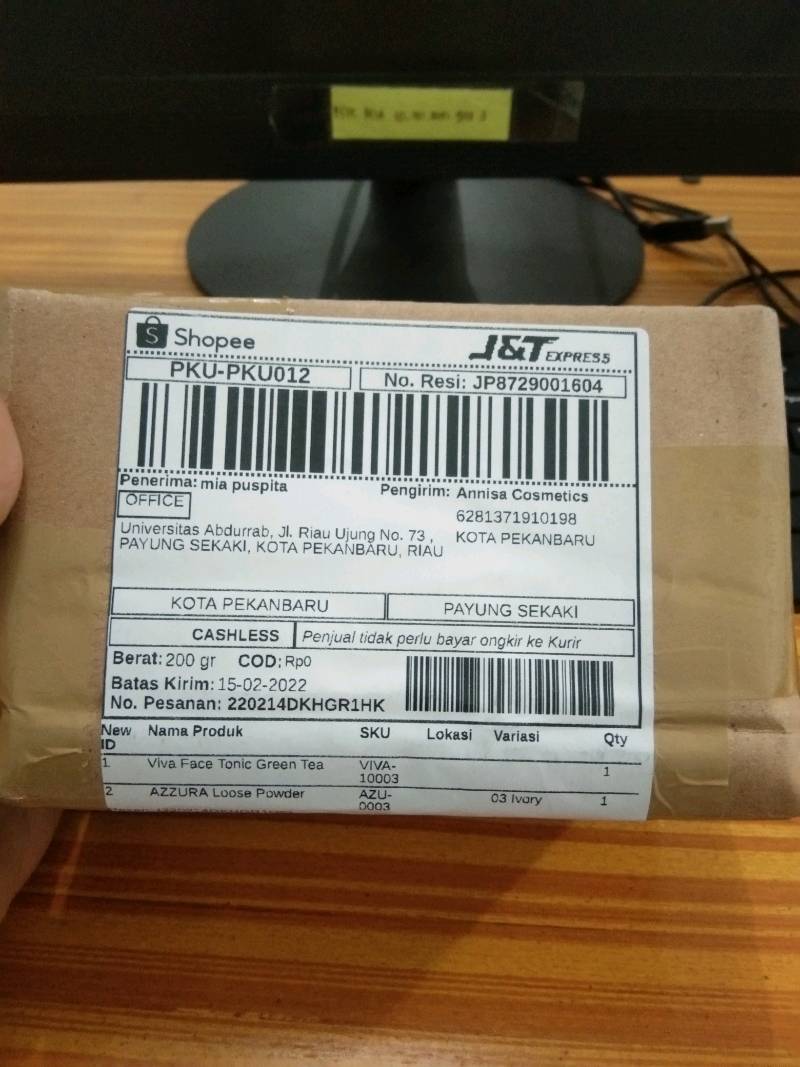 Shopee
J&T EXPRESS
PKU-PKU012
No. Resi: JP8729001604
Penerima: mia puspita
OFFICE
Universitas Abdurrab, Jl. Riau Ujung No. 73 ,
PAYUNG SEKAKI, KOTA PEKANBARU, RIAU
Pengirim: Annisa Cosmetics
6281371910198
KOTA PEKANBARU
KOTA PEKANBARU
PAYUNG SEKAKI
CASHLESS
Penjual tidak perlu bayar ongkir ke Kurir
Berat: 200 gr COD: Rp0
Batas Kirim: 15-02-2022
No. Pesanan: 220214DKHGR1HK
New ID Nama Produk SKU Lokasi Variasi Qty
1 Viva Face Tonic Green Tea VIVA-10003 1
2 AZZURA Loose Powder AZU-0003 03 Ivory 1